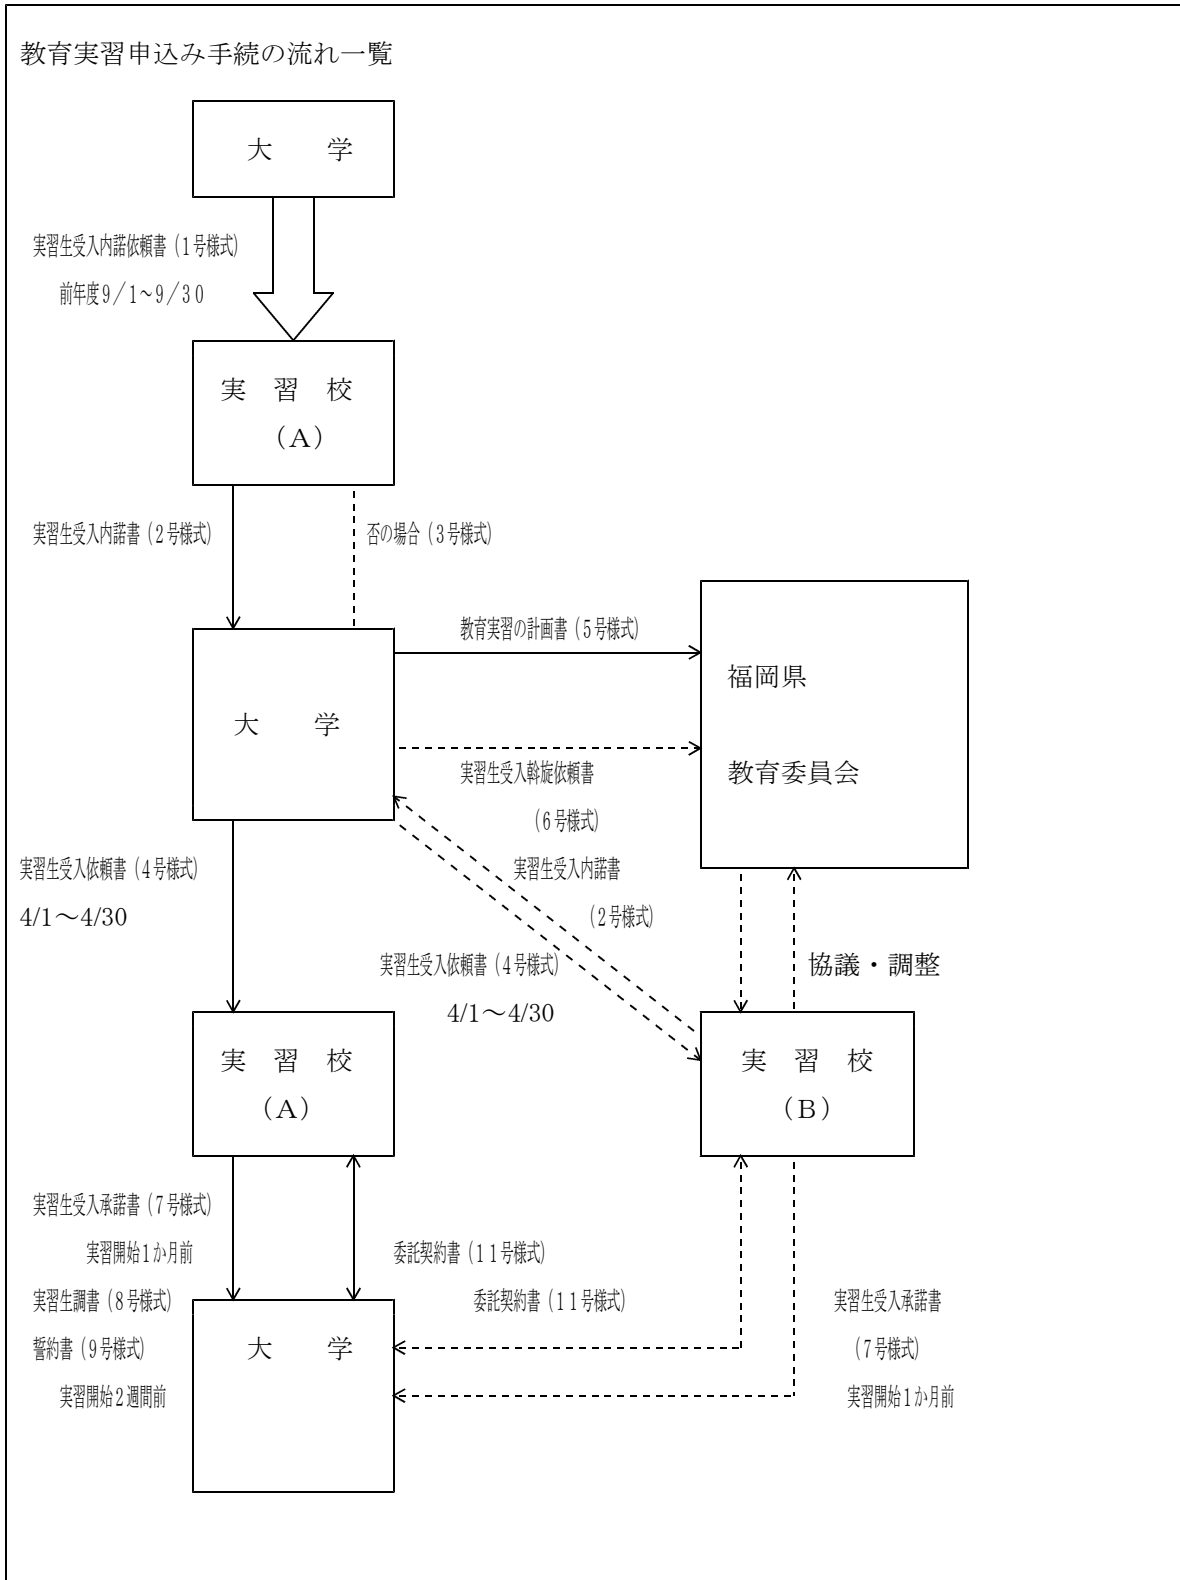 教育実習申込み手続の流れ一覧
大　学
実習生受入内諾依頼書（1号様式）
前年度9／1～9／30
実　習　校
（A）
実習生受入内諾書（2号様式）
否の場合（3号様式）
教育実習の計画書（5号様式）
福岡県
大　学
実習生受入斡旋依頼書
教育委員会
（6号様式）
実習生受入依頼書（4号様式）
実習生受入内諾書
4/1～4/30
（2号様式）
実習生受入依頼書（4号様式）
協議・調整
4/1～4/30
実　習　校
（A）
実　習　校
（B）
実習生受入承諾書（7号様式）
実習開始1か月前
委託契約書（11号様式）
実習生調書（8号様式）
委託契約書（11号様式）
実習生受入承諾書
誓約書（9号様式）
大　学
（7号様式）
実習開始2週間前
実習開始1か月前